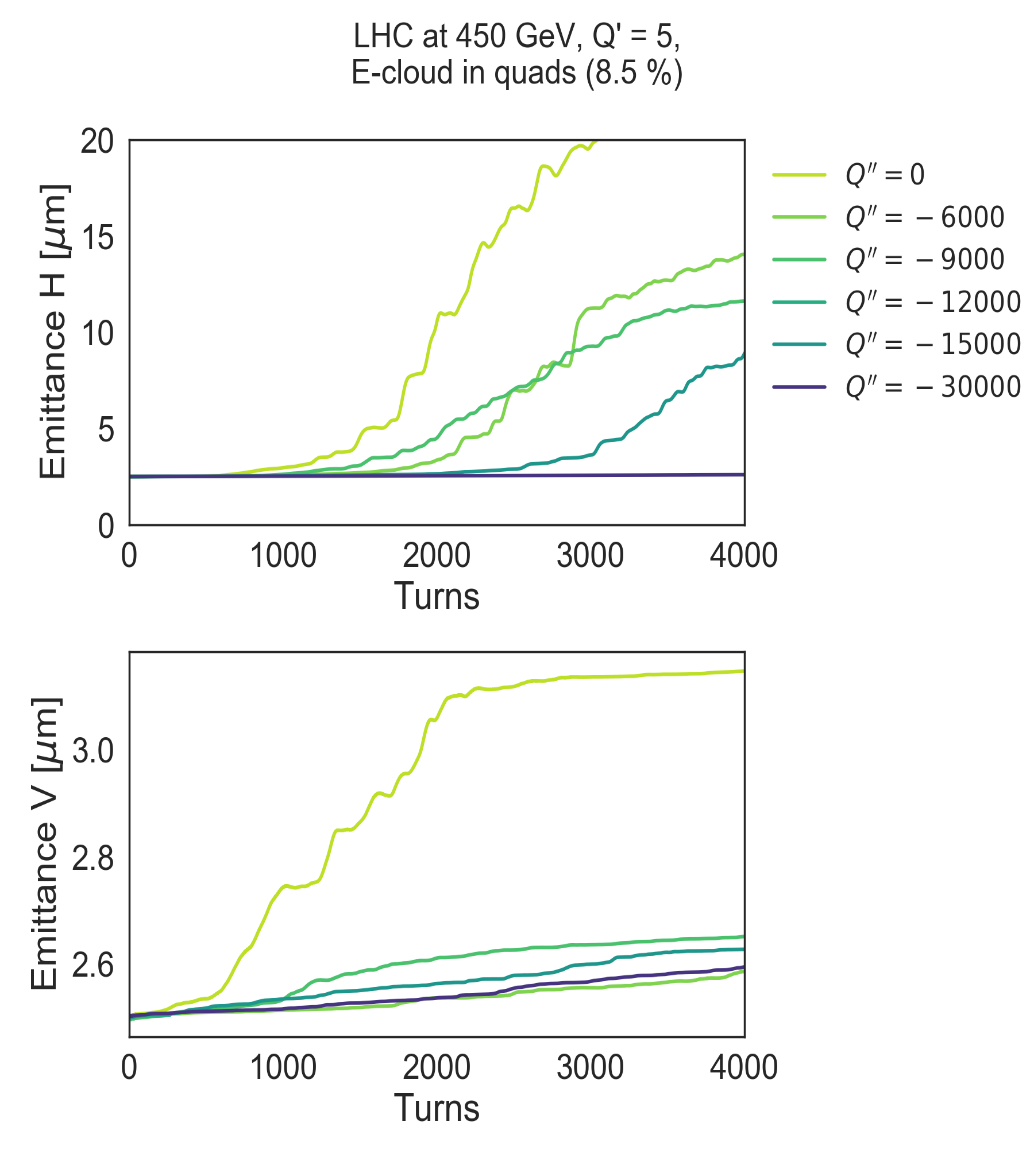 LHC at 450 GeV, Q' = 5,
E-cloud in quads (8.5 %)
Emittance H [μm]
20
15
10
5
0
0 1000 2000 3000 4000
Turns
Q″ = 0
Q″ = −6000
Q″ = −9000
Q″ = −12000
Q″ = −15000
Q″ = −30000
Emittance V [μm]
3.0
2.8
2.6
0 1000 2000 3000 4000
Turns